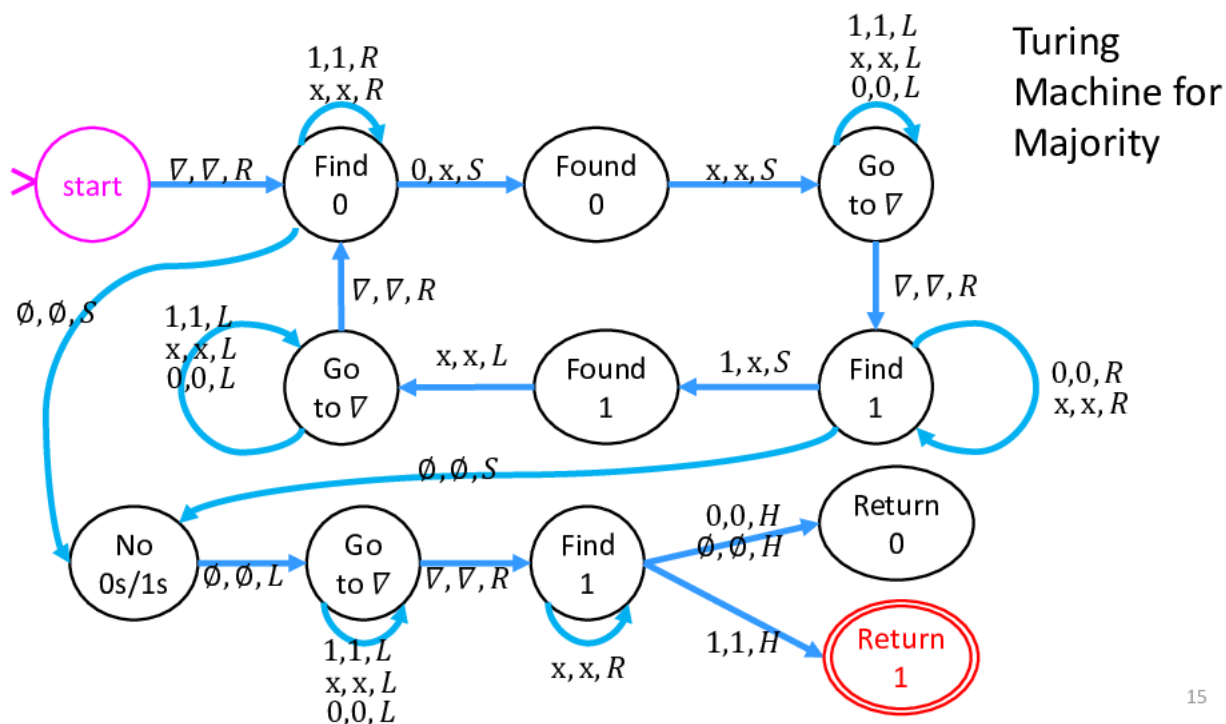 Turing
Machine for
Majority
1,1, R
x, x, R
1,1, L
x, x, L
0,0, L
start
∇, ∇, R
Find
0
0, x, S
Found
0
x, x, S
Go
to ∇
∅, ∅, S
∇, ∇, R
∇, ∇, R
1,1, L
x, x, L
0,0, L
Go
to ∇
x, x, L
Found
1
1, x, S
Find
1
0,0, R
x, x, R
∅, ∅, S
No
0s/1s
∅, ∅, L
Go
to ∇
∇, ∇, R
Find
1
0,0, H
∅, ∅, H
Return
0
1,1, L
x, x, L
0,0, L
x, x, R
1,1, H
Return
1
15